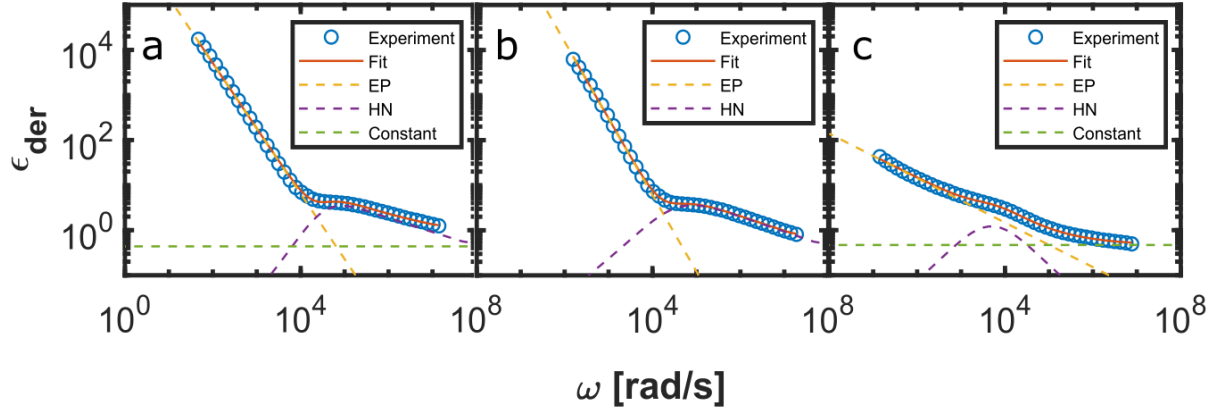 a
Experiment
Fit
EP
HN
Constant
b
Experiment
Fit
EP
HN
c
Experiment
Fit
EP
HN
Constant
ϵder
10^4
10^2
10^0
10^0
10^4
10^8
10^4
10^8
10^4
10^8
ω [rad/s]